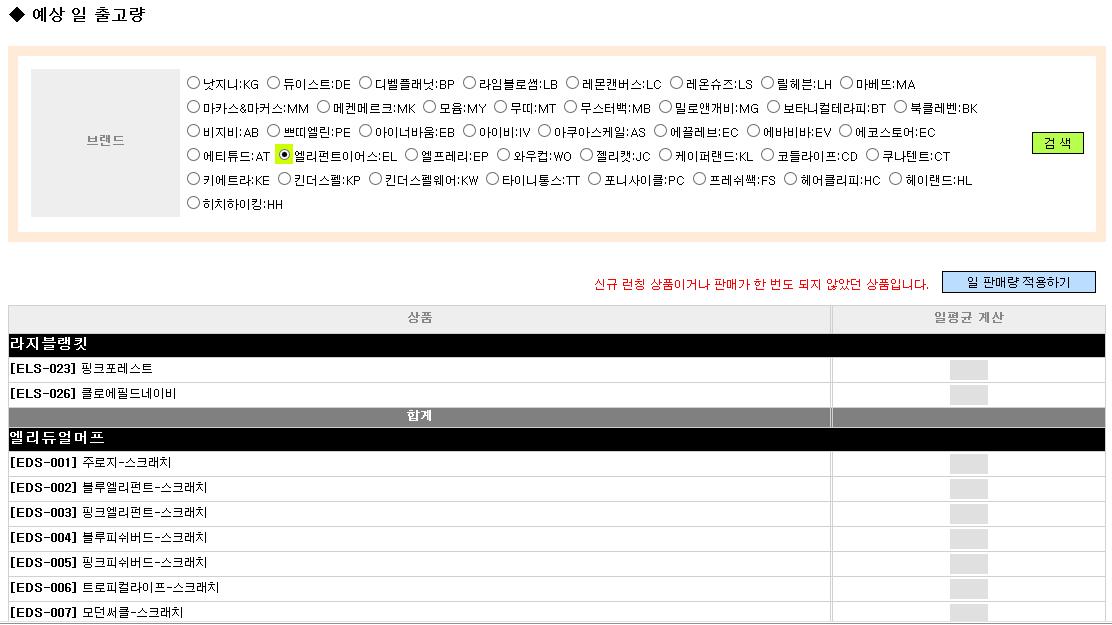 ◆ 예상 일 출고량
브랜드
낫지니:KG 듀이스트:DE 디벨플래닛:BP 라임블로썸:LB 레몬캔버스:LC 레온슈즈:LS 릴헤븐:LH 마베뜨:MA
마카스&마커스:MM 메켄메르크:MK 모윰:MY 무띠:MT 무스터백:MB 밀로앤개비:MG 보타니컬테라피:BT 북클레벤:BK
비지비:AB 쁘띠엘린:PE 아이너바움:EB 아이비:IV 아쿠아스케일:AS 에끌레브:EC 에바비바:EV 에코스토어:EC
에티튜드:AT 엘리펀트이어스:EL 엘프레리:EP 와우컵:WO 젤리캣:JC 케이퍼랜드:KL 코들라이프:CD 쿠나텐트:CT
키에트라:KE 킨더스펠:KP 킨더스펠웨어:KW 타이니통스:TT 포니사이클:PC 프레쉬쌕:FS 헤어클리피:HC 헤이랜드:HL
히치하이킹:HH
검 색
신규 런칭 상품이거나 판매가 한 번도 되지 않았던 상품입니다.
일 판매량 적용하기
상품 일평균 계산
라지블랭킷
[ELS-023] 핑크포레스트
[ELS-026] 클로에필드네이비
합계
엘리듀얼머프
[EDS-001] 주로지-스크래치
[EDS-002] 블루엘리펀트-스크래치
[EDS-003] 핑크엘리펀트-스크래치
[EDS-004] 블루피쉬버드-스크래치
[EDS-005] 핑크피쉬버드-스크래치
[EDS-006] 트로피컬라이프-스크래치
[EDS-007] 모던써클-스크래치